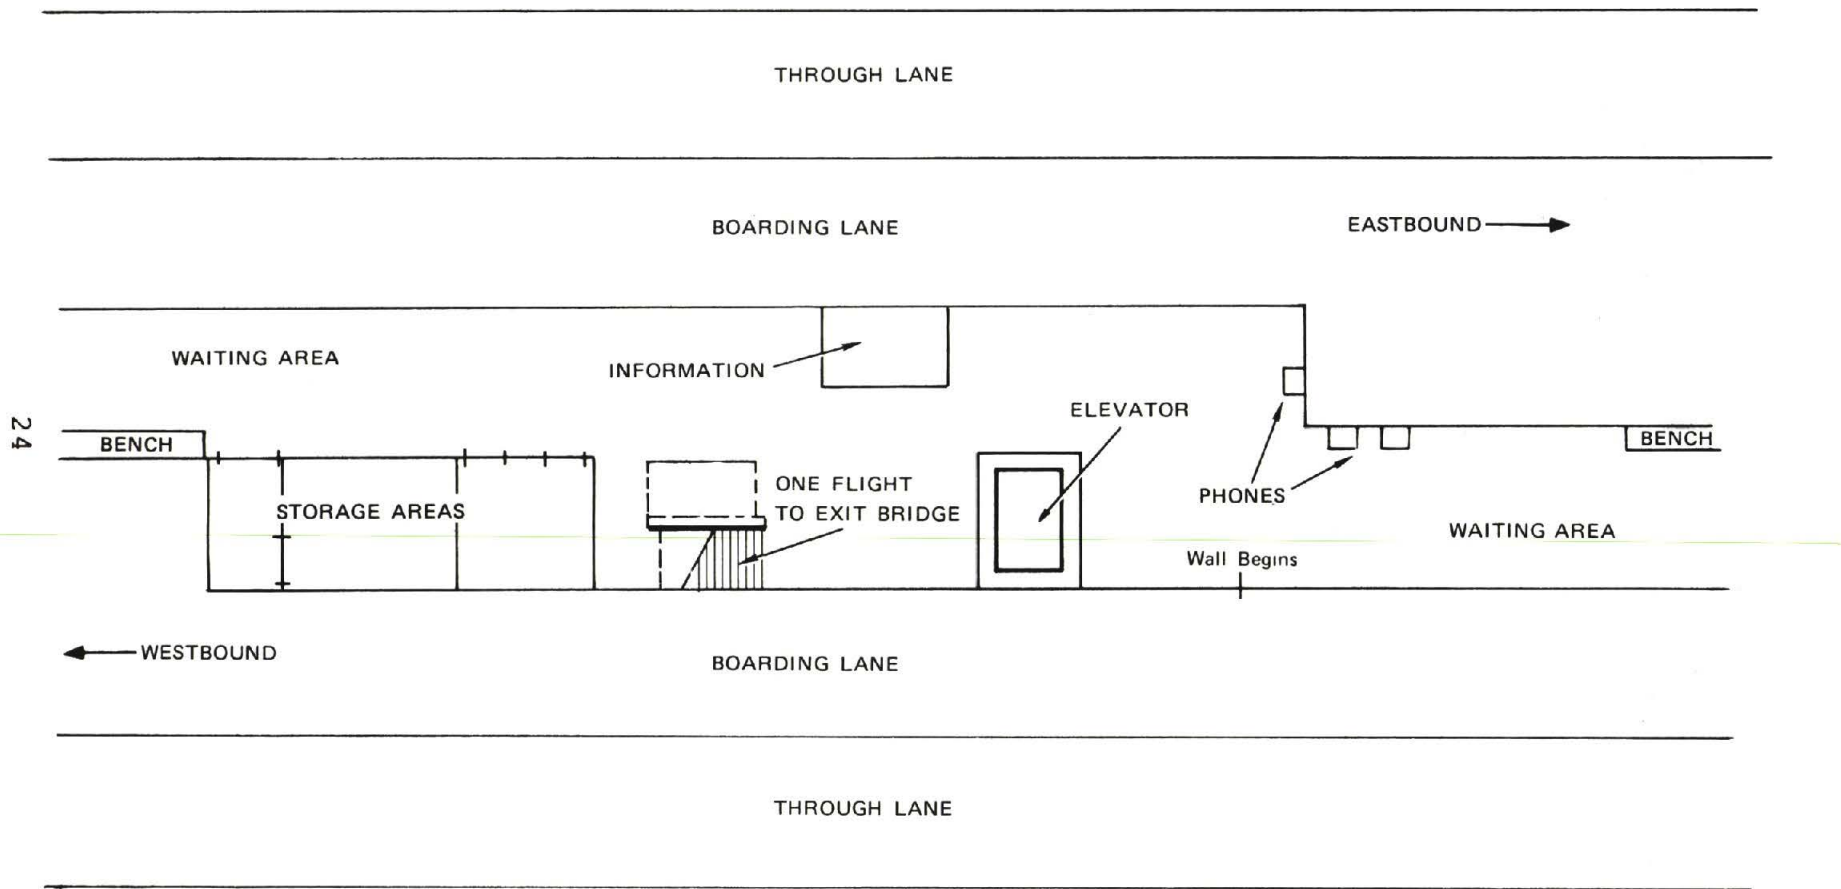 THROUGH LANE
BOARDING LANE
EASTBOUND
WAITING AREA
INFORMATION
ELEVATOR
24
BENCH
BENCH
ONE FLIGHT
TO EXIT BRIDGE
PHONES
STORAGE AREAS
WAITING AREA
Wall Begins
WESTBOUND
BOARDING LANE
THROUGH LANE